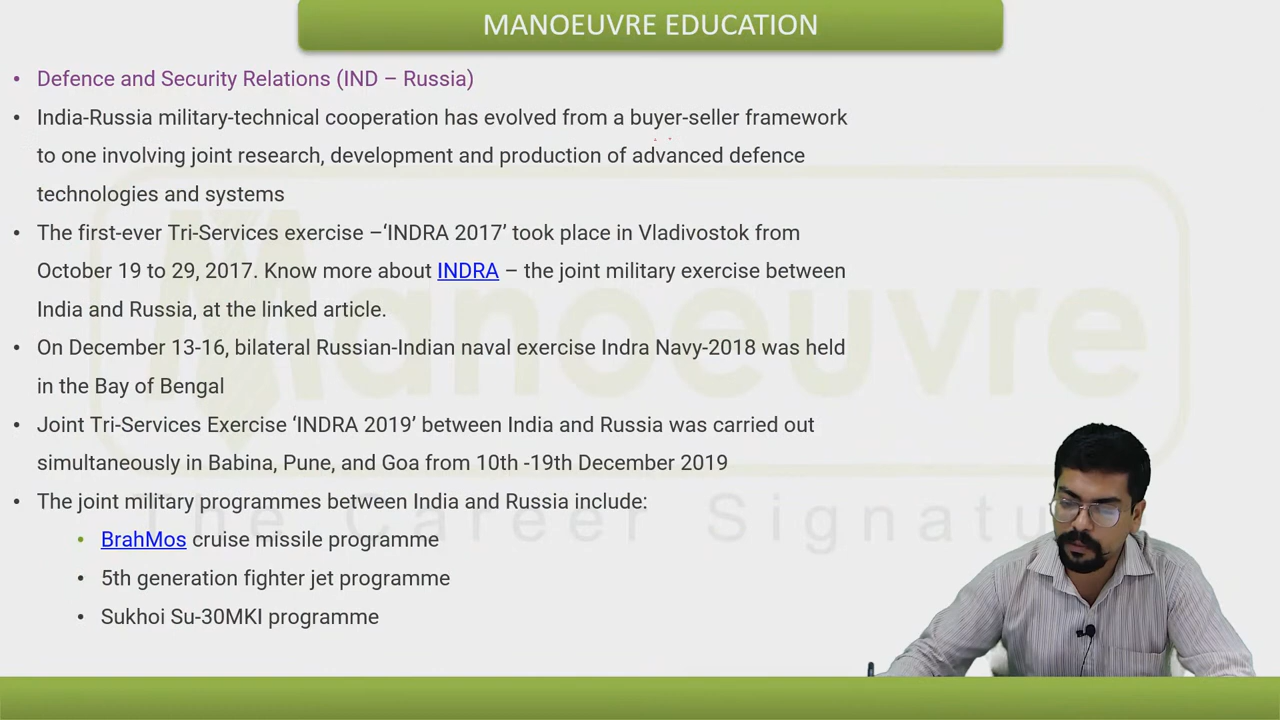 MANOEUVRE EDUCATION
• Defence and Security Relations (IND – Russia)
• India-Russia military-technical cooperation has evolved from a buyer-seller framework
to one involving joint research, development and production of advanced defence
technologies and systems
• The first-ever Tri-Services exercise –‘INDRA 2017’ took place in Vladivostok from
October 19 to 29, 2017. Know more about INDRA – the joint military exercise between
India and Russia, at the linked article.
• On December 13-16, bilateral Russian-Indian naval exercise Indra Navy-2018 was held
in the Bay of Bengal
• Joint Tri-Services Exercise ‘INDRA 2019’ between India and Russia was carried out
simultaneously in Babina, Pune, and Goa from 10th -19th December 2019
• The joint military programmes between India and Russia include:
• BrahMos cruise missile programme
• 5th generation fighter jet programme
• Sukhoi Su-30MKI programme
Manoeuvre
The Career Signatu